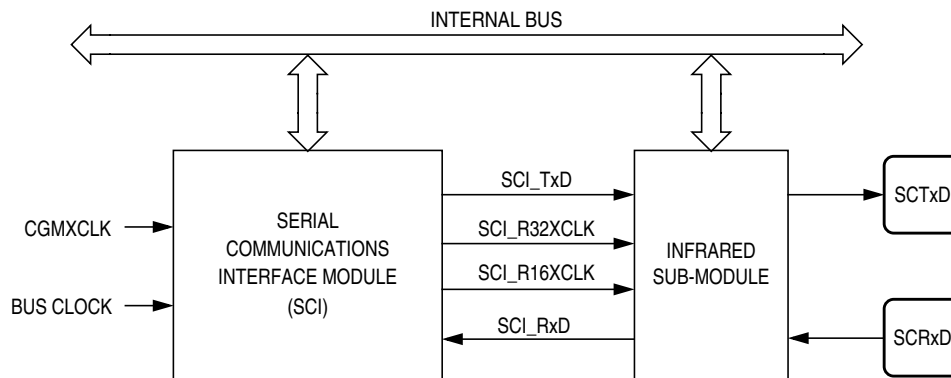 INTERNAL BUS
SCI_TxD
SCTxD
CGMXCLK
SERIAL
COMMUNICATIONS
INTERFACE MODULE
(SCI)
SCI_R32XCLK
INFRARED
SUB-MODULE
SCI_R16XCLK
BUS CLOCK
SCI_RxD
SCRxD